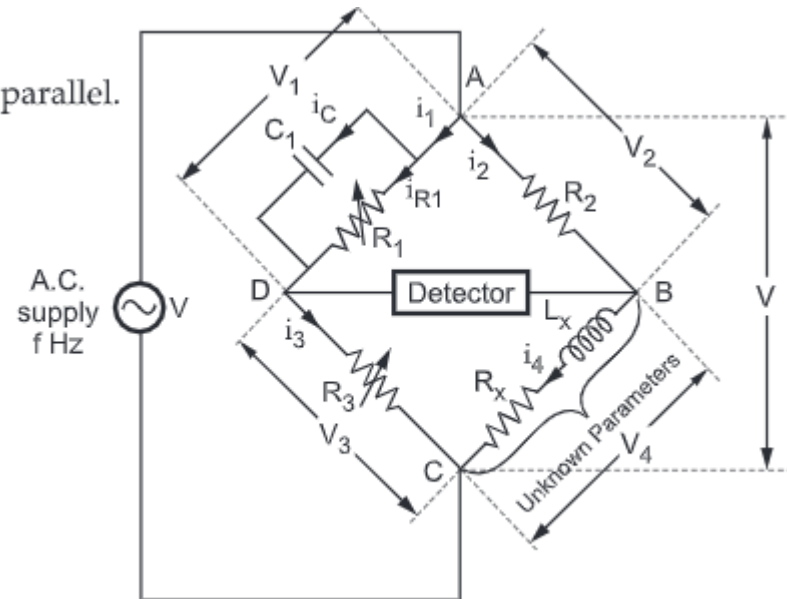 parallel.
A
V1
iC
C1
i1
i2
V2
iR1
R2
R1
A.C.
supply
f Hz
V
D
Detector
B
V
Lx
i3
i4
Rx
R3
V3
Unknown Parameters
V4
C